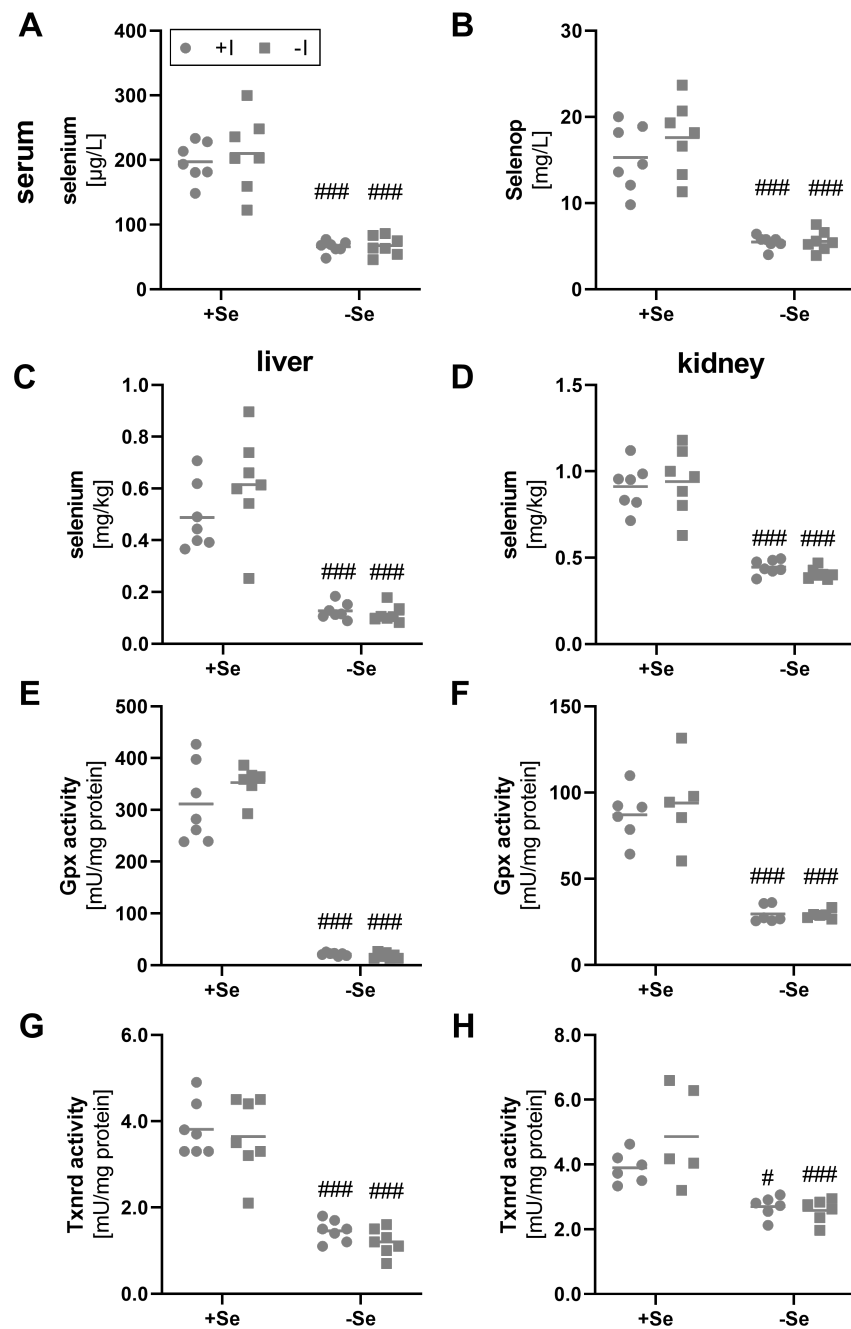 A
400
300
200
100
0
serum
selenium
[µg/L]
+I
-I
###
###
+Se
-Se
B
30
20
10
0
Selenop
[mg/L]
###
###
+Se
-Se
liver
C
1.0
0.8
0.6
0.4
0.2
0.0
selenium
[mg/kg]
###
###
+Se
-Se
kidney
D
1.5
1.0
0.5
0.0
selenium
[mg/kg]
###
###
+Se
-Se
E
500
400
300
200
100
0
Gpx activity
[mU/mg protein]
###
###
+Se
-Se
F
150
100
50
0
Gpx activity
[mU/mg protein]
###
###
+Se
-Se
G
6.0
4.0
2.0
0.0
Txnrd activity
[mU/mg protein]
###
###
+Se
-Se
H
8.0
6.0
4.0
2.0
0.0
Txnrd activity
[mU/mg protein]
#
###
+Se
-Se